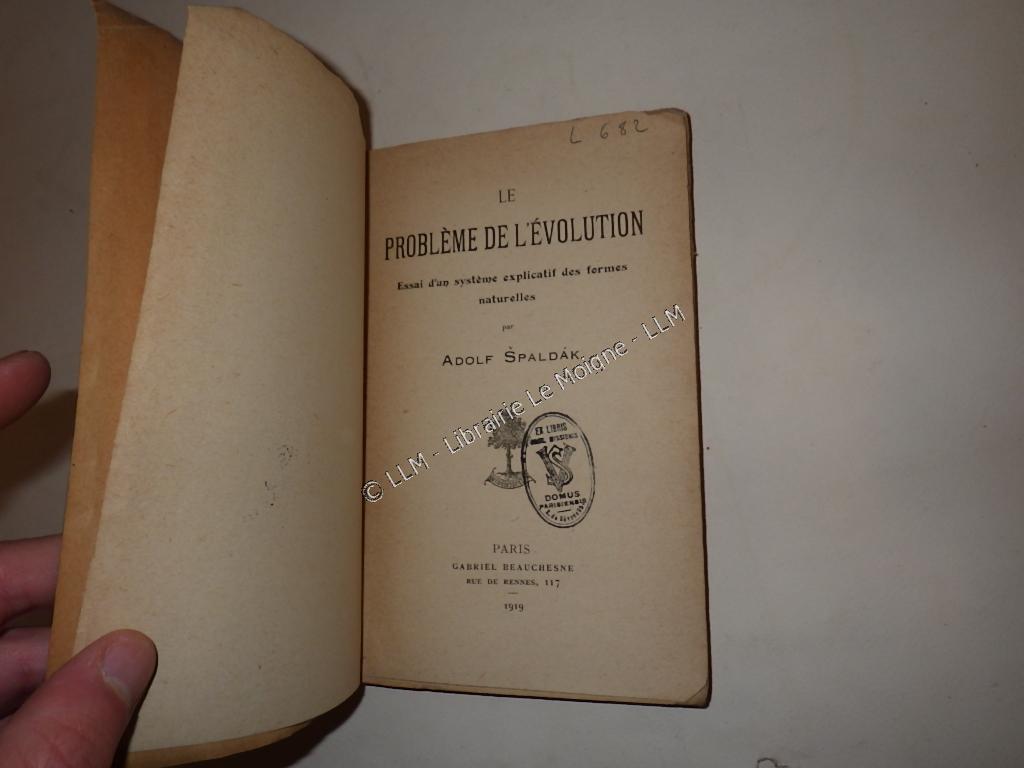 L 682
LE
PROBLÈME DE L'ÉVOLUTION
Essai d'un système explicatif des formes
naturelles
par
ADOLF ŠPALDÁK
© LLM - Librairie Le Moigne - LLM
EX LIBRIS
DOMUS
PARISIENSIS
PARIS
GABRIEL BEAUCHESNE
RUE DE RENNES, 117
1919